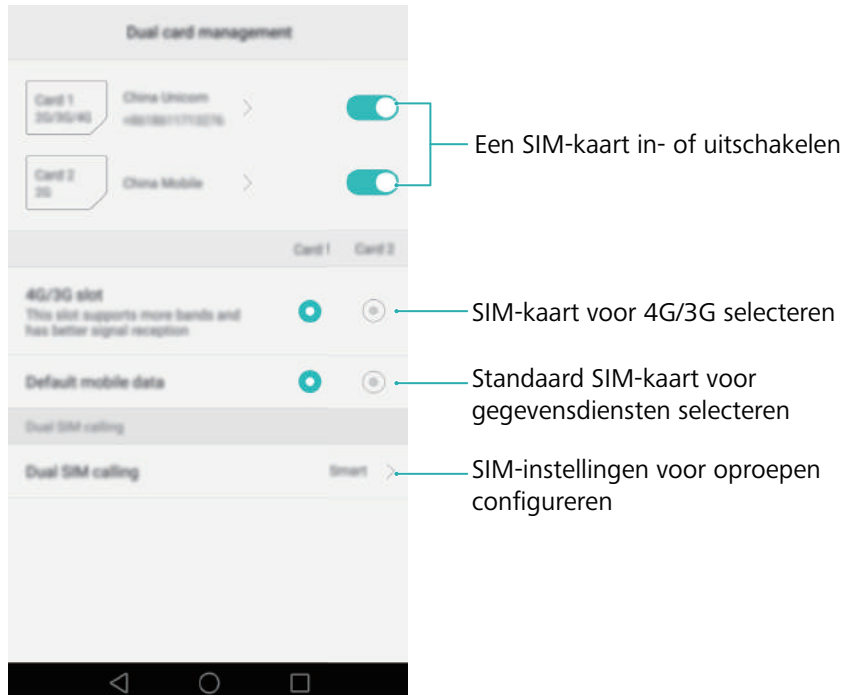 Dual card management
Card 1
2G/3G/4G
China Unicom
Een SIM-kaart in- of uitschakelen
Card 2
3G
China Mobile
Card 1 Card 2
4G/3G slot
This slot supports more bands and
has better signal reception
SIM-kaart voor 4G/3G selecteren
Default mobile data
Standaard SIM-kaart voor
gegevensdiensten selecteren
Dual SIM calling
Dual SIM calling
Smart
SIM-instellingen voor oproepen
configureren